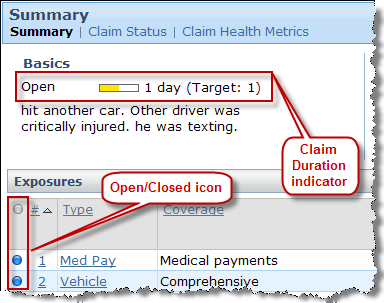 Summary
Summary | Claim Status | Claim Health Metrics
Basics
Open 1 day (Target: 1)
hit another car. Other driver was
critically injured. he was texting.
Claim
Duration
indicator
Exposures
Open/Closed icon
# Type Coverage
1 Med Pay Medical payments
2 Vehicle Comprehensive